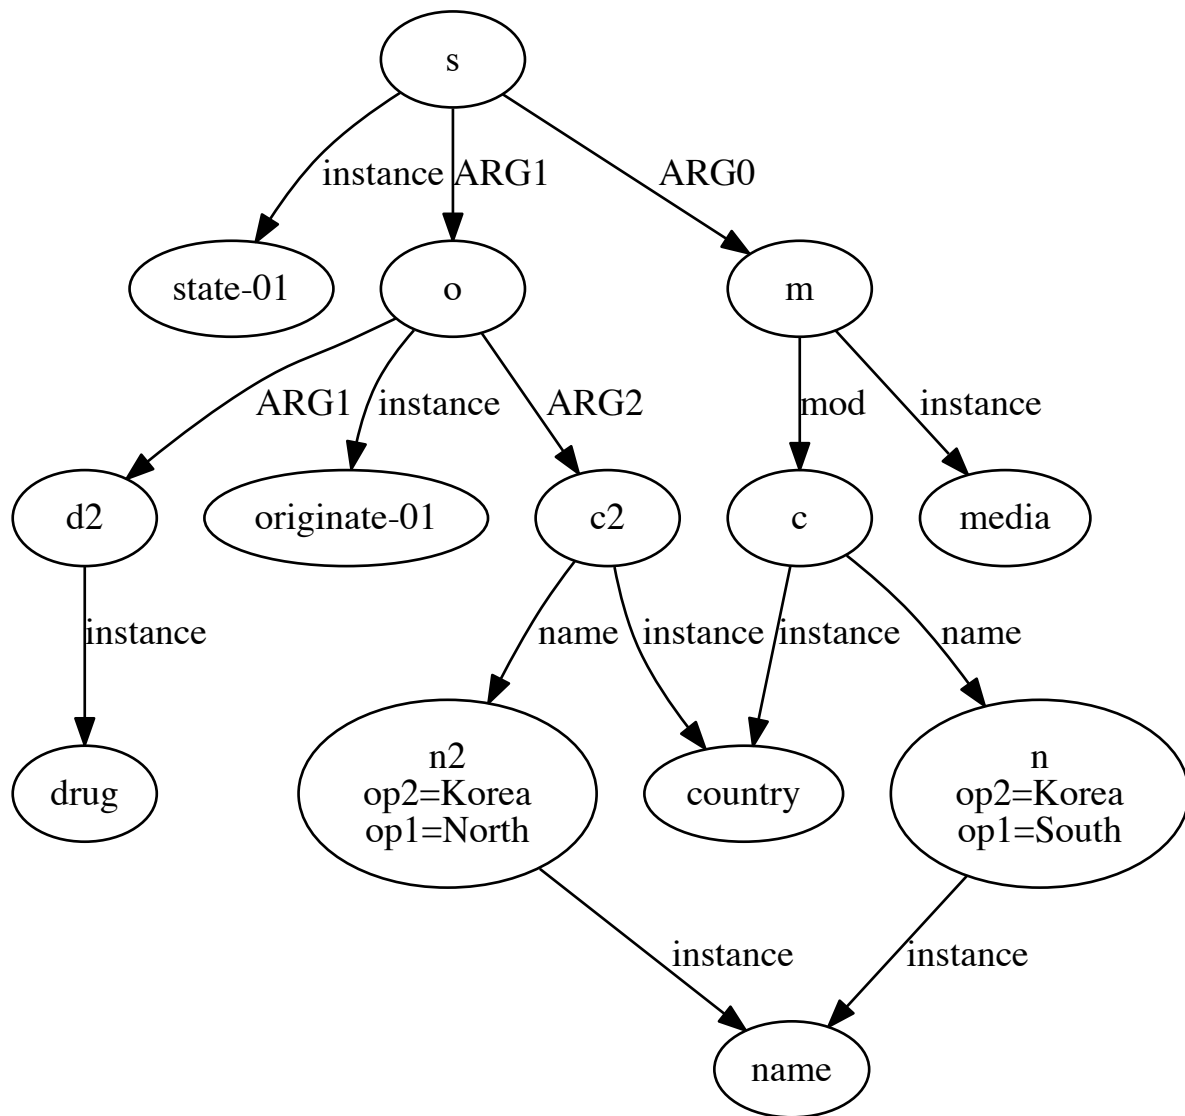 s
instance
ARG1
ARG0
state-01
o
m
ARG1
instance
ARG2
mod
instance
d2
originate-01
c2
c
media
instance
name
instance
instance
name
drug
n2
op2=Korea
op1=North
country
n
op2=Korea
op1=South
instance
instance
name